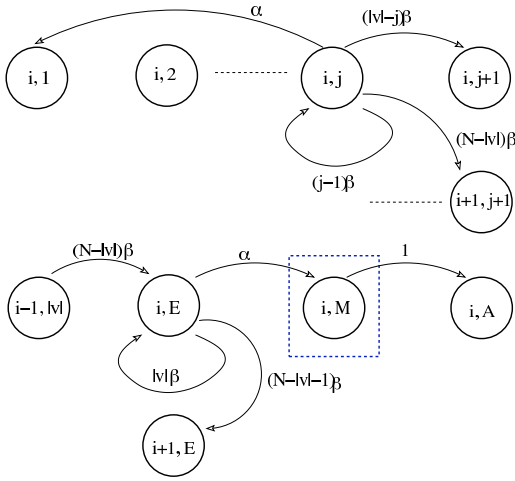 α
(|v|−j)β
i, 1
i, 2
i, j
i, j+1
(j−1)β
(N−|v|)β
i+1, j+1
(N−|v|)β
α
1
i−1, |v|
i, E
i, M
i, A
|v|β
(N−|v|−1)β
i+1, E